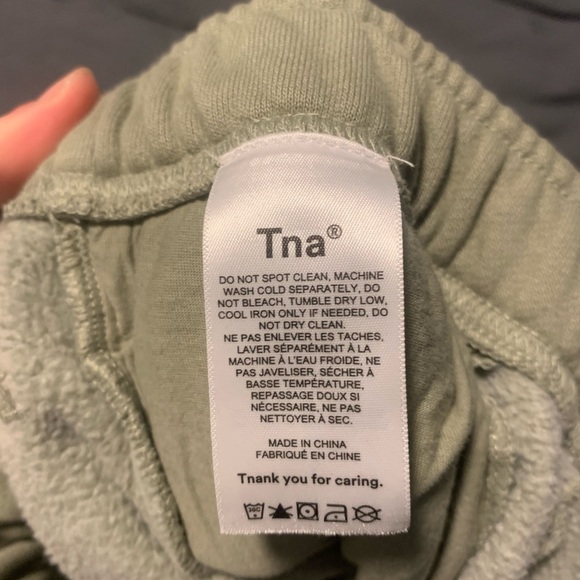 Tna®
DO NOT SPOT CLEAN, MACHINE
WASH COLD SEPARATELY, DO
NOT BLEACH, TUMBLE DRY LOW,
COOL IRON ONLY IF NEEDED, DO
NOT DRY CLEAN.
NE PAS ENLEVER LES TACHES,
LAVER SÉPARÉMENT À LA
MACHINE À L'EAU FROIDE, NE
PAS JAVELISER, SÉCHER À
BASSE TEMPÉRATURE,
REPASSAGE DOUX SI
NÉCESSAIRE, NE PAS
NETTOYER À SEC.
MADE IN CHINA
FABRIQUÉ EN CHINE
Tnank you for caring.